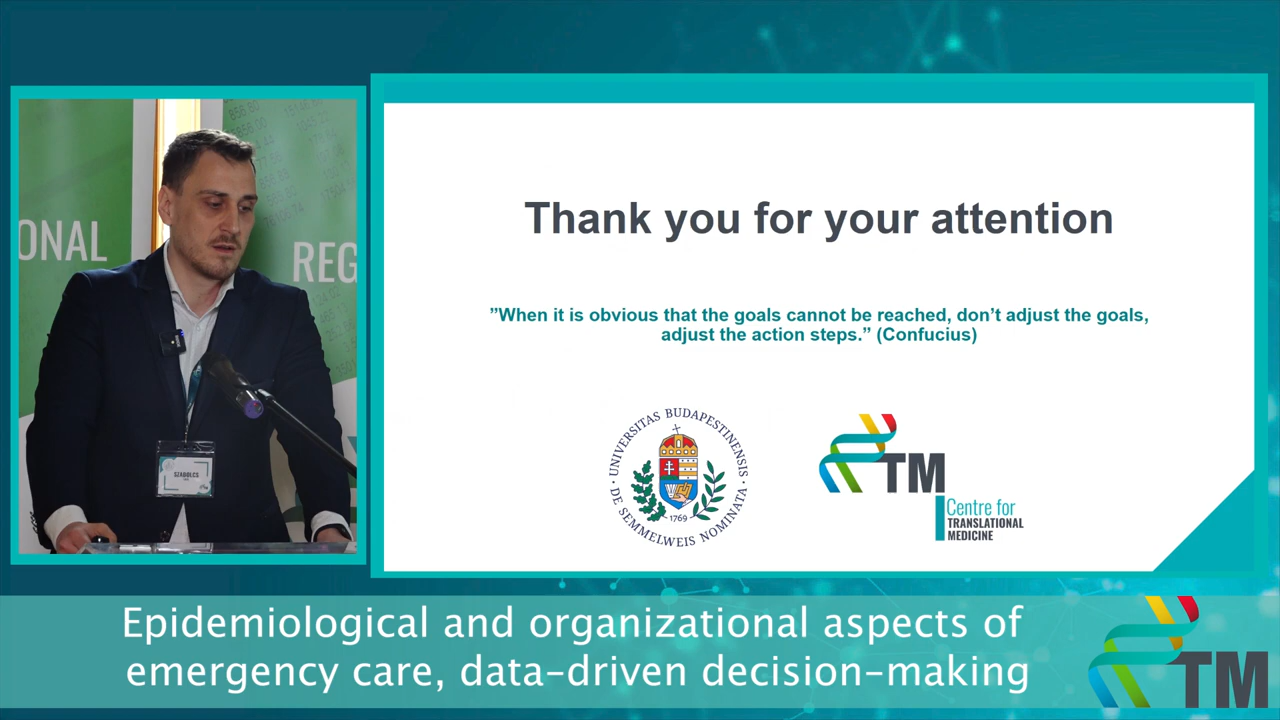 ONAL
REG
SZABOLCS
Thank you for your attention
”When it is obvious that the goals cannot be reached, don’t adjust the goals,
adjust the action steps.” (Confucius)
UNIVERSITAS BUDAPESTINENSIS
DE SEMMELWEIS NOMINATA
1769
TM
Centre for
TRANSLATIONAL
MEDICINE
Epidemiological and organizational aspects of
emergency care, data-driven decision-making
TM